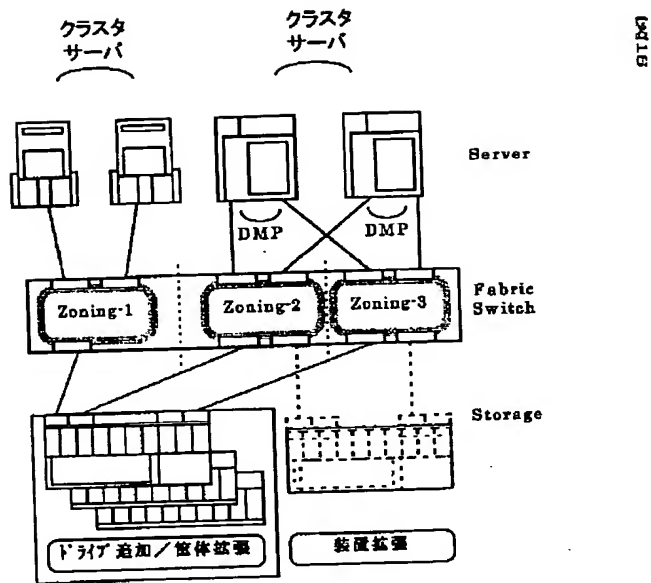 図16
クラスタ
サーバ
クラスタ
サーバ
Server
DMP
DMP
Zoning-1
Zoning-2
Zoning-3
Fabric
Switch
Storage
ドライブ追加/筐体拡張
装置拡張